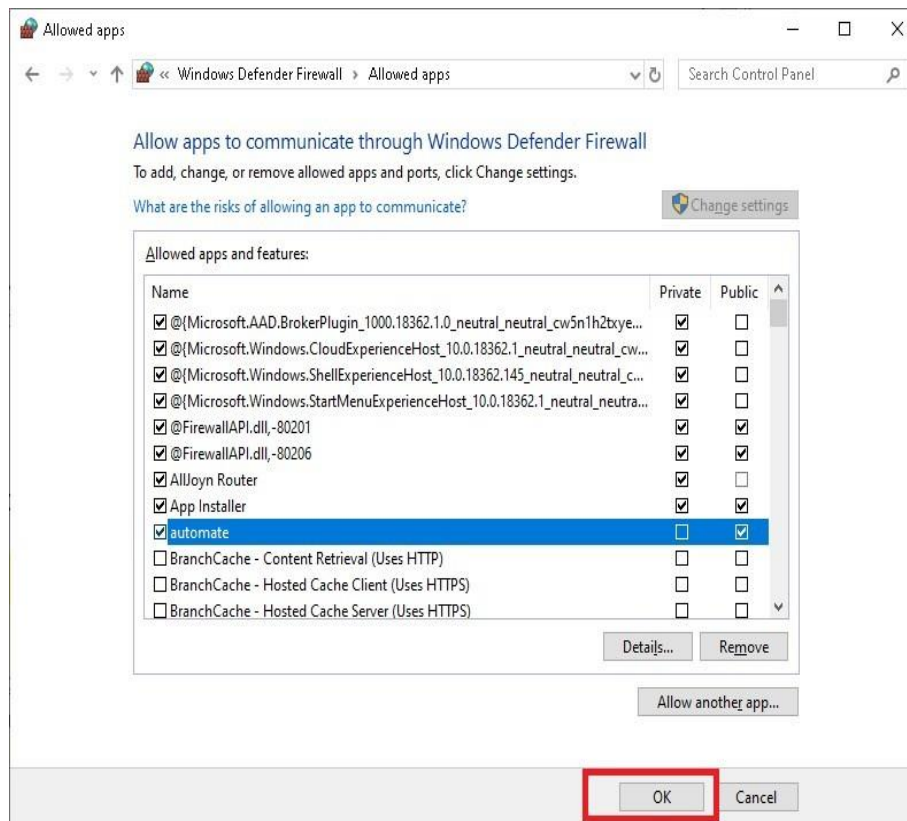 Allowed apps
« Windows Defender Firewall > Allowed apps
Search Control Panel
Allow apps to communicate through Windows Defender Firewall
To add, change, or remove allowed apps and ports, click Change settings.
What are the risks of allowing an app to communicate?
Change settings
Allowed apps and features:
Name Private Public
@{Microsoft.AAD.BrokerPlugin_1000.18362.1.0_neutral_neutral_cw5n1h2txye...
@{Microsoft.Windows.CloudExperienceHost_10.0.18362.1_neutral_neutral_cw...
@{Microsoft.Windows.ShellExperienceHost_10.0.18362.145_neutral_neutral_c...
@{Microsoft.Windows.StartMenuExperienceHost_10.0.18362.1_neutral_neutra...
@FirewallAPI.dll,-80201
@FirewallAPI.dll,-80206
AllJoyn Router
App Installer
automate
BranchCache - Content Retrieval (Uses HTTP)
BranchCache - Hosted Cache Client (Uses HTTPS)
BranchCache - Hosted Cache Server (Uses HTTPS)
Details... Remove
Allow another app...
OK Cancel